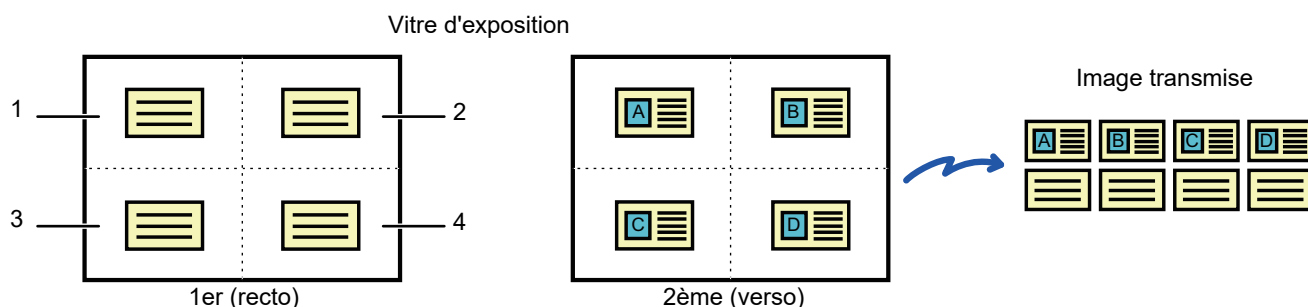 Vitre d'exposition
Image transmise
1
2
3
4
A
B
C
D
A B C D
1er (recto)
2ème (verso)